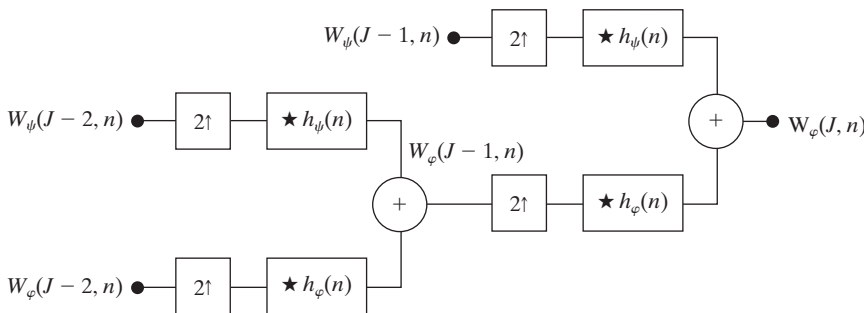 W_ψ(J − 1, n) 2↑ ★ h_ψ(n)
W_ψ(J − 2, n) 2↑ ★ h_ψ(n) + W_φ(J, n)
W_φ(J − 1, n)
+ 2↑ ★ h_φ(n)
W_φ(J − 2, n) 2↑ ★ h_φ(n)